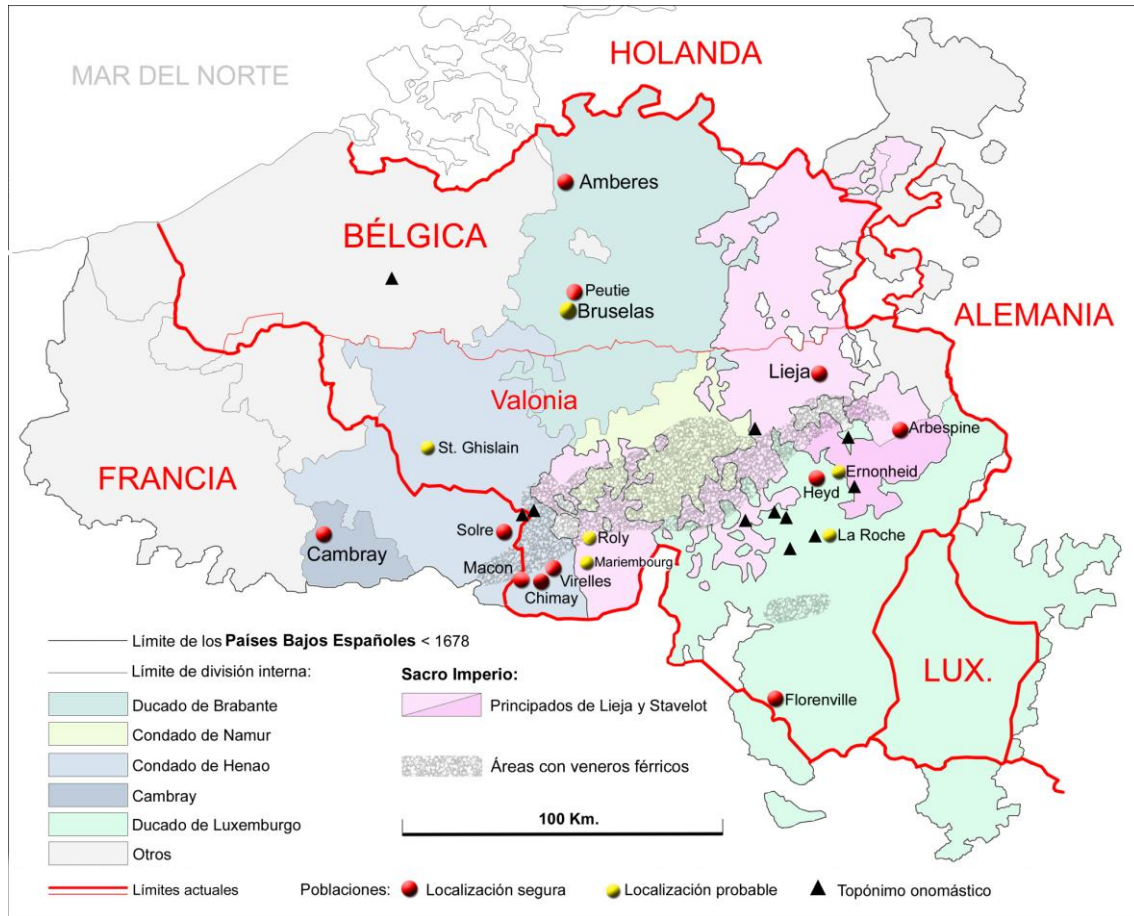 MAR DEL NORTE
HOLANDA
Amberes
BÉLGICA
Peutie
Bruselas
ALEMANIA
Lieja
Valonia
Arbespine
St. Ghislain
FRANCIA
Ernonheid
Heyd
Solre
Roly
La Roche
Cambray
Mariembourg
Macon
Virelles
Chimay
LUX.
Florenville
Límite de los Países Bajos Españoles < 1678
Límite de división interna:
Ducado de Brabante
Condado de Namur
Condado de Henao
Cambray
Ducado de Luxemburgo
Otros
Límites actuales
Sacro Imperio:
Principados de Lieja y Stavelot
Áreas con veneros férricos
100 Km.
Poblaciones: Localización segura Localización probable Topónimo onomástico